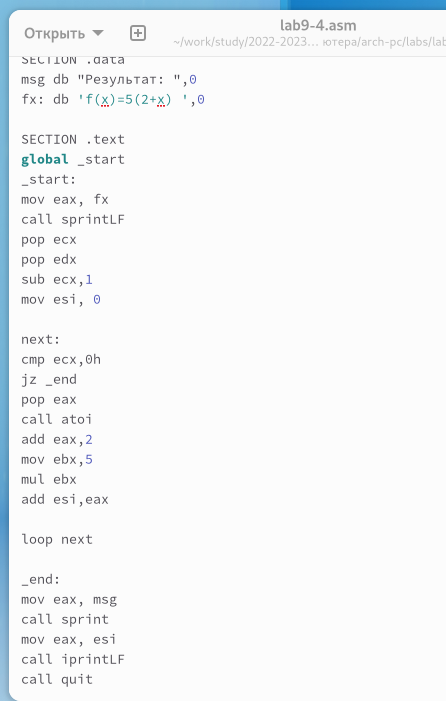 Открыть
lab9-4.asm
~/work/study/2022-2023... ютера/arch-pc/labs/lab
SECTION .data
msg db "Результат: ",0
fx: db 'f(x)=5(2+x) ',0
SECTION .text
global _start
_start:
mov eax, fx
call sprintLF
pop ecx
pop edx
sub ecx,1
mov esi, 0
next:
cmp ecx,0h
jz _end
pop eax
call atoi
add eax,2
mov ebx,5
mul ebx
add esi,eax
loop next
_end:
mov eax, msg
call sprint
mov eax, esi
call iprintLF
call quit